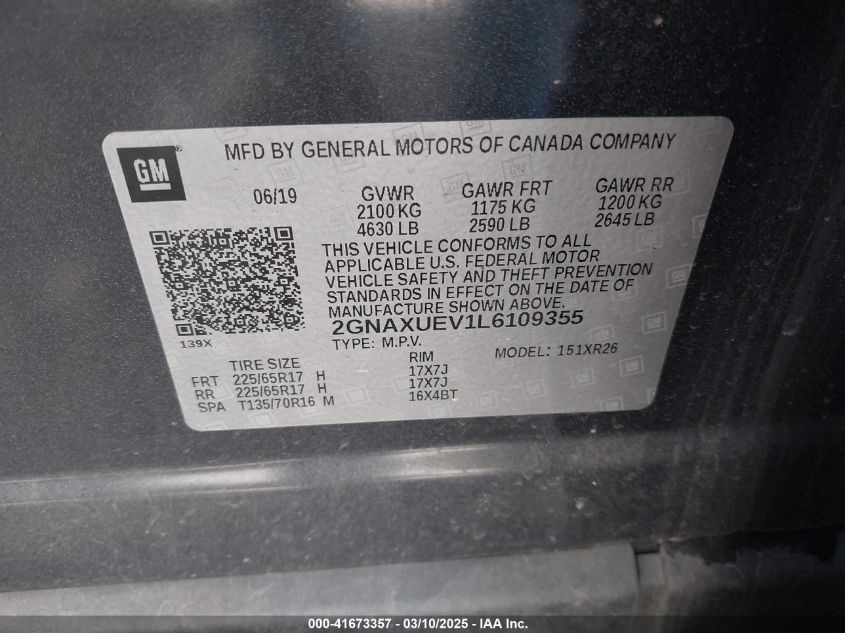 GM
MFD BY GENERAL MOTORS OF CANADA COMPANY
06/19 GVWR GAWR FRT GAWR RR
2100 KG 1175 KG 1200 KG
4630 LB 2590 LB 2645 LB
THIS VEHICLE CONFORMS TO ALL
APPLICABLE U.S. FEDERAL MOTOR
VEHICLE SAFETY AND THEFT PREVENTION
STANDARDS IN EFFECT ON THE DATE OF
MANUFACTURE SHOWN ABOVE.
139X
2GNAXUEV1L6109355
TYPE: M.P.V. MODEL: 151XR26
TIRE SIZE RIM
FRT 225/65R17 H 17X7J
RR 225/65R17 H 17X7J
SPA T135/70R16 M 16X4BT
000-41673357 - 03/10/2025 - IAA Inc.